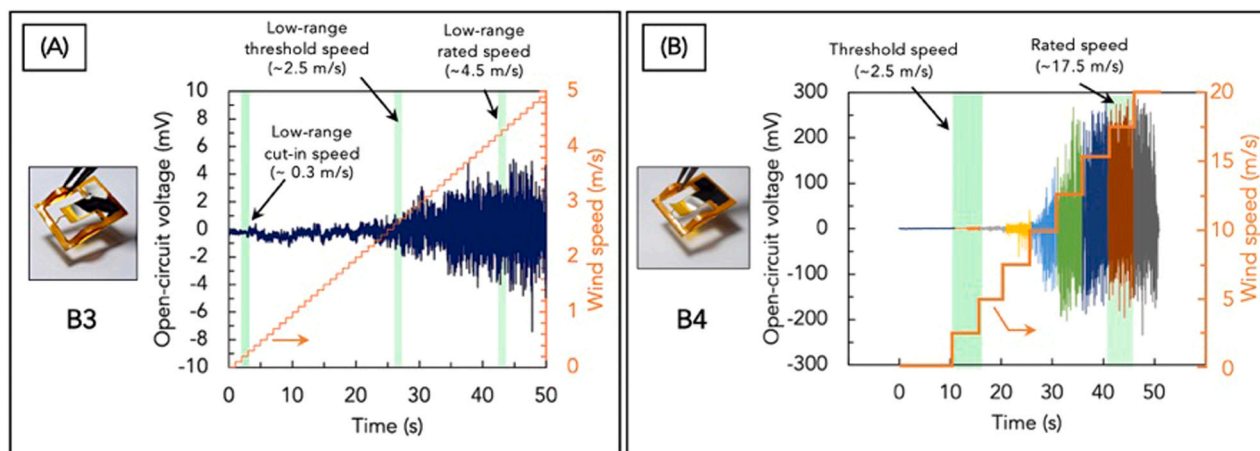 (A)
Low-range
threshold speed
(~2.5 m/s)
Low-range
rated speed
(~4.5 m/s)
Low-range
cut-in speed
(~ 0.3 m/s)
Open-circuit voltage (mV)
10
8
6
4
2
0
-2
-4
-6
-8
-10
0
10
20
30
40
50
Time (s)
5
4
3
2
1
0
Wind speed (m/s)
B3
(B)
Threshold speed
(~2.5 m/s)
Rated speed
(~17.5 m/s)
Open-circuit voltage (mV)
300
200
100
0
-100
-200
-300
0
10
20
30
40
50
Time (s)
20
15
10
5
0
Wind speed (m/s)
B4